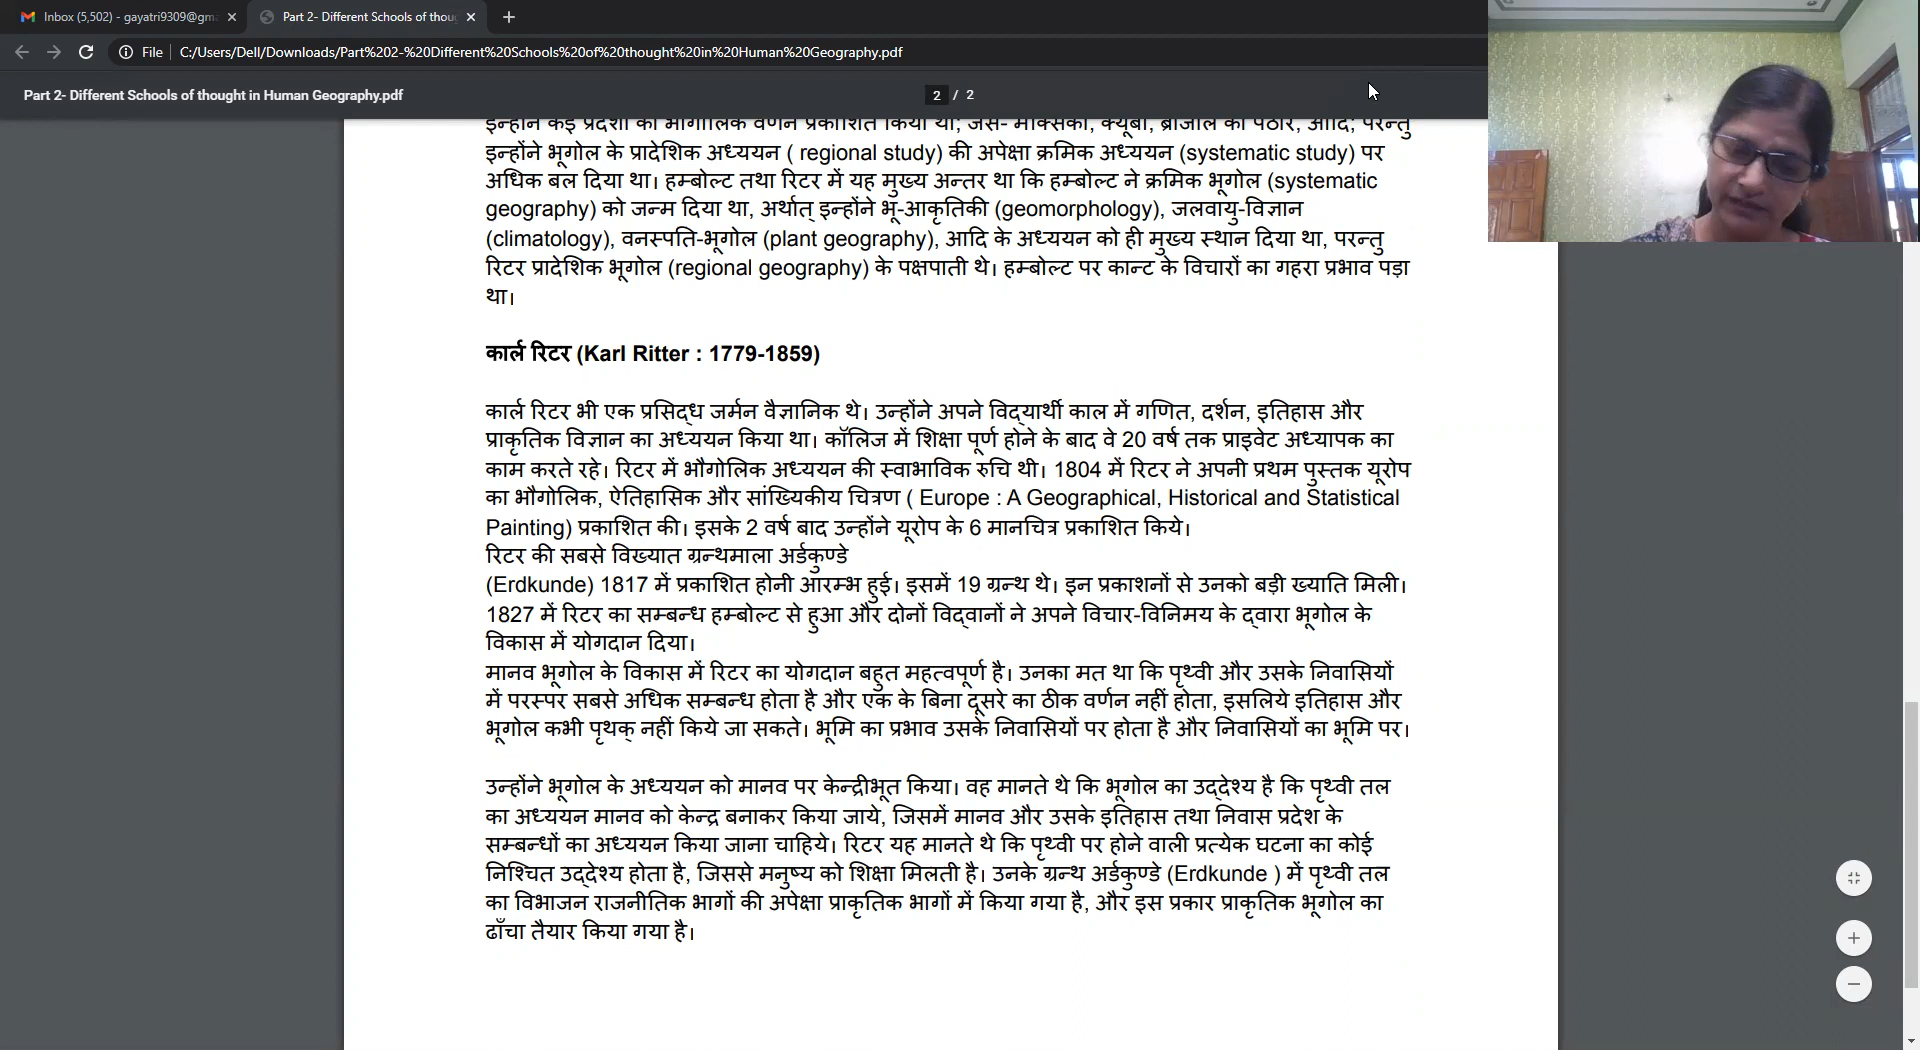 Inbox (5,502) - gayatri9309@gm
Part 2- Different Schools of thou
File
C:/Users/Dell/Downloads/Part%202-%20Different%20Schools%20of%20thought%20in%20Human%20Geography.pdf
Part 2- Different Schools of thought in Human Geography.pdf
2 / 2
इन्होंने कई प्रदेशों का भौगोलिक वर्णन प्रकाशित किया था; जैसे- मैक्सिको, क्यूबा, ब्राजील का पठार, आदि; परन्तु
इन्होंने भूगोल के प्रादेशिक अध्ययन ( regional study) की अपेक्षा क्रमिक अध्ययन (systematic study) पर
अधिक बल दिया था। हम्बोल्ट तथा रिटर में यह मुख्य अन्तर था कि हम्बोल्ट ने क्रमिक भूगोल (systematic
geography) को जन्म दिया था, अर्थात् इन्होंने भू-आकृतिकी (geomorphology), जलवायु-विज्ञान
(climatology), वनस्पति-भूगोल (plant geography), आदि के अध्ययन को ही मुख्य स्थान दिया था, परन्तु
रिटर प्रादेशिक भूगोल (regional geography) के पक्षपाती थे। हम्बोल्ट पर कान्ट के विचारों का गहरा प्रभाव पड़ा
था।
कार्ल रिटर (Karl Ritter : 1779-1859)
कार्ल रिटर भी एक प्रसिद्ध जर्मन वैज्ञानिक थे। उन्होंने अपने विद्यार्थी काल में गणित, दर्शन, इतिहास और
प्राकृतिक विज्ञान का अध्ययन किया था। कॉलिज में शिक्षा पूर्ण होने के बाद वे 20 वर्ष तक प्राइवेट अध्यापक का
काम करते रहे। रिटर में भौगोलिक अध्ययन की स्वाभाविक रुचि थी। 1804 में रिटर ने अपनी प्रथम पुस्तक यूरोप
का भौगोलिक, ऐतिहासिक और सांख्यिकीय चित्रण ( Europe : A Geographical, Historical and Statistical
Painting) प्रकाशित की। इसके 2 वर्ष बाद उन्होंने यूरोप के 6 मानचित्र प्रकाशित किये।
रिटर की सबसे विख्यात ग्रन्थमाला अर्डकुण्डे
(Erdkunde) 1817 में प्रकाशित होनी आरम्भ हुई। इसमें 19 ग्रन्थ थे। इन प्रकाशनों से उनको बड़ी ख्याति मिली।
1827 में रिटर का सम्बन्ध हम्बोल्ट से हुआ और दोनों विद्वानों ने अपने विचार-विनिमय के द्वारा भूगोल के
विकास में योगदान दिया।
मानव भूगोल के विकास में रिटर का योगदान बहुत महत्वपूर्ण है। उनका मत था कि पृथ्वी और उसके निवासियों
में परस्पर सबसे अधिक सम्बन्ध होता है और एक के बिना दूसरे का ठीक वर्णन नहीं होता, इसलिये इतिहास और
भूगोल कभी पृथक् नहीं किये जा सकते। भूमि का प्रभाव उसके निवासियों पर होता है और निवासियों का भूमि पर।
उन्होंने भूगोल के अध्ययन को मानव पर केन्द्रीभूत किया। वह मानते थे कि भूगोल का उद्देश्य है कि पृथ्वी तल
का अध्ययन मानव को केन्द्र बनाकर किया जाये, जिसमें मानव और उसके इतिहास तथा निवास प्रदेश के
सम्बन्धों का अध्ययन किया जाना चाहिये। रिटर यह मानते थे कि पृथ्वी पर होने वाली प्रत्येक घटना का कोई
निश्चित उद्देश्य होता है, जिससे मनुष्य को शिक्षा मिलती है। उनके ग्रन्थ अर्डकुण्डे (Erdkunde ) में पृथ्वी तल
का विभाजन राजनीतिक भागों की अपेक्षा प्राकृतिक भागों में किया गया है, और इस प्रकार प्राकृतिक भूगोल का
ढाँचा तैयार किया गया है।